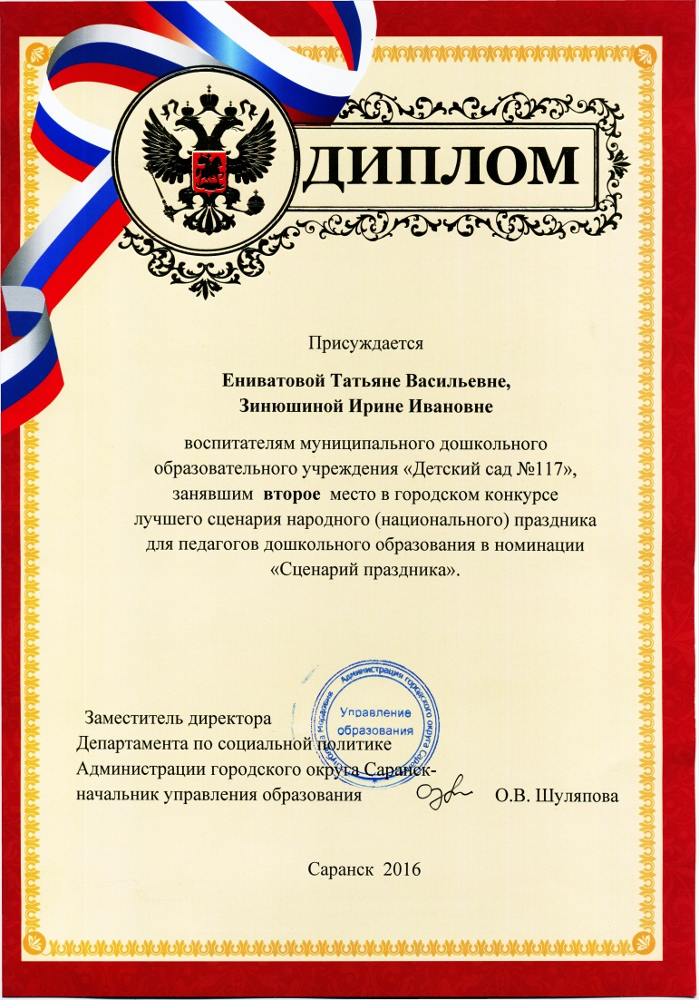 ДИПЛОМ
Присуждается
Ениватовой Татьяне Васильевне,
Зинюшиной Ирине Ивановне
воспитателям муниципального дошкольного
образовательного учреждения «Детский сад №117»,
занявшим второе место в городском конкурсе
лучшего сценария народного (национального) праздника
для педагогов дошкольного образования в номинации
«Сценарий праздника».
Администрация городского округа
Мордовия
Управление
образования
Заместитель директора
Департамента по социальной политике
Администрации городского округа Саранск-
начальник управления образования О.В. Шуляпова
Саранск 2016